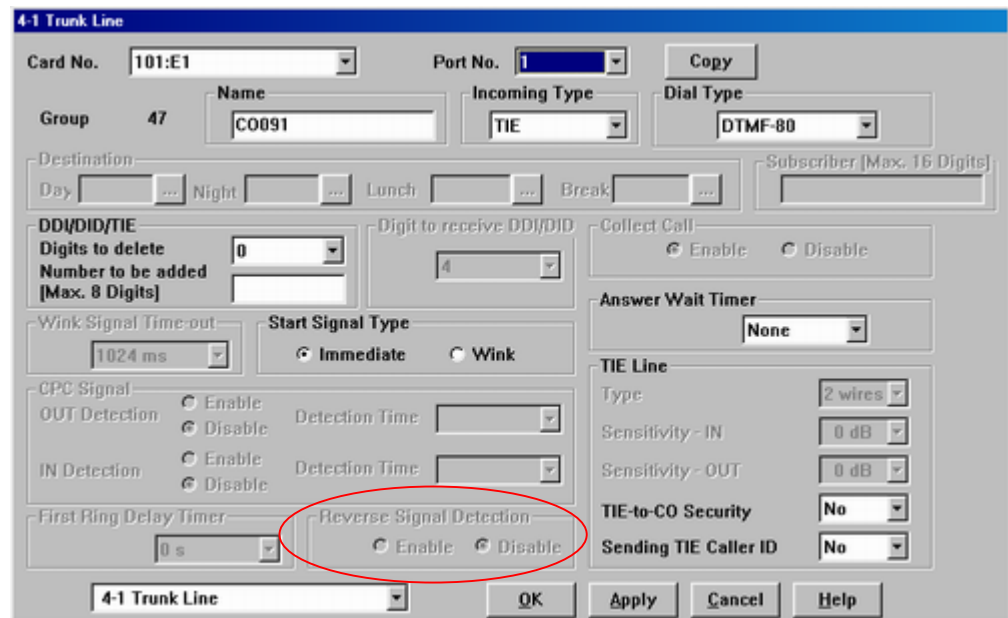 4-1 Trunk Line
Card No. 101:E1 Port No. 1 Copy
Name Incoming Type Dial Type
Group 47 CO091 TIE DTMF-80
Destination Subscriber [Max. 16 Digits]
Day ... Night ... Lunch ... Break ...
DDI/DID/TIE Digit to receive DDI/DID Collect Call
Digits to delete 0 4 Enable Disable
Number to be added
[Max. 8 Digits]
Answer Wait Timer
None
Wink Signal Time-out Start Signal Type
1024 ms Immediate Wink
TIE Line
CPC Signal
OUT Detection Enable Disable Detection Time
IN Detection Enable Disable Detection Time
Type 2 wires
Sensitivity - IN 0 dB
Sensitivity - OUT 0 dB
TIE-to-CO Security No
Sending TIE Caller ID No
First Ring Delay Timer Reverse Signal Detection
0 s Enable Disable
4-1 Trunk Line OK Apply Cancel Help